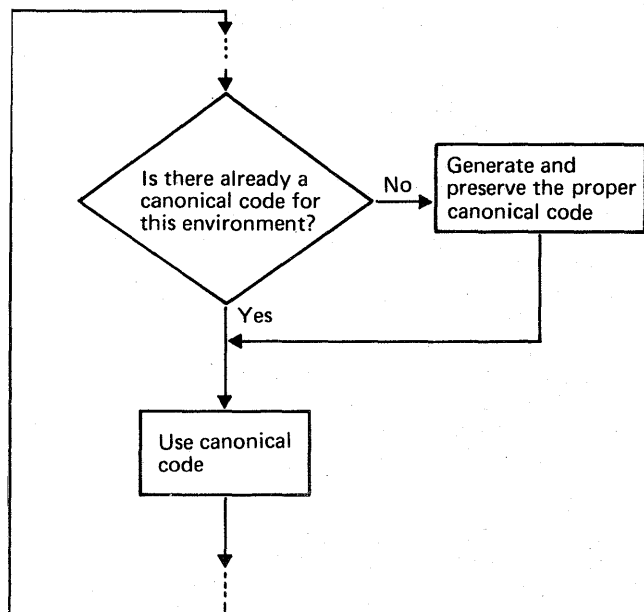 Is there already a
canonical code for
this environment?
No
Generate and
preserve the proper
canonical code
Yes
Use canonical
code